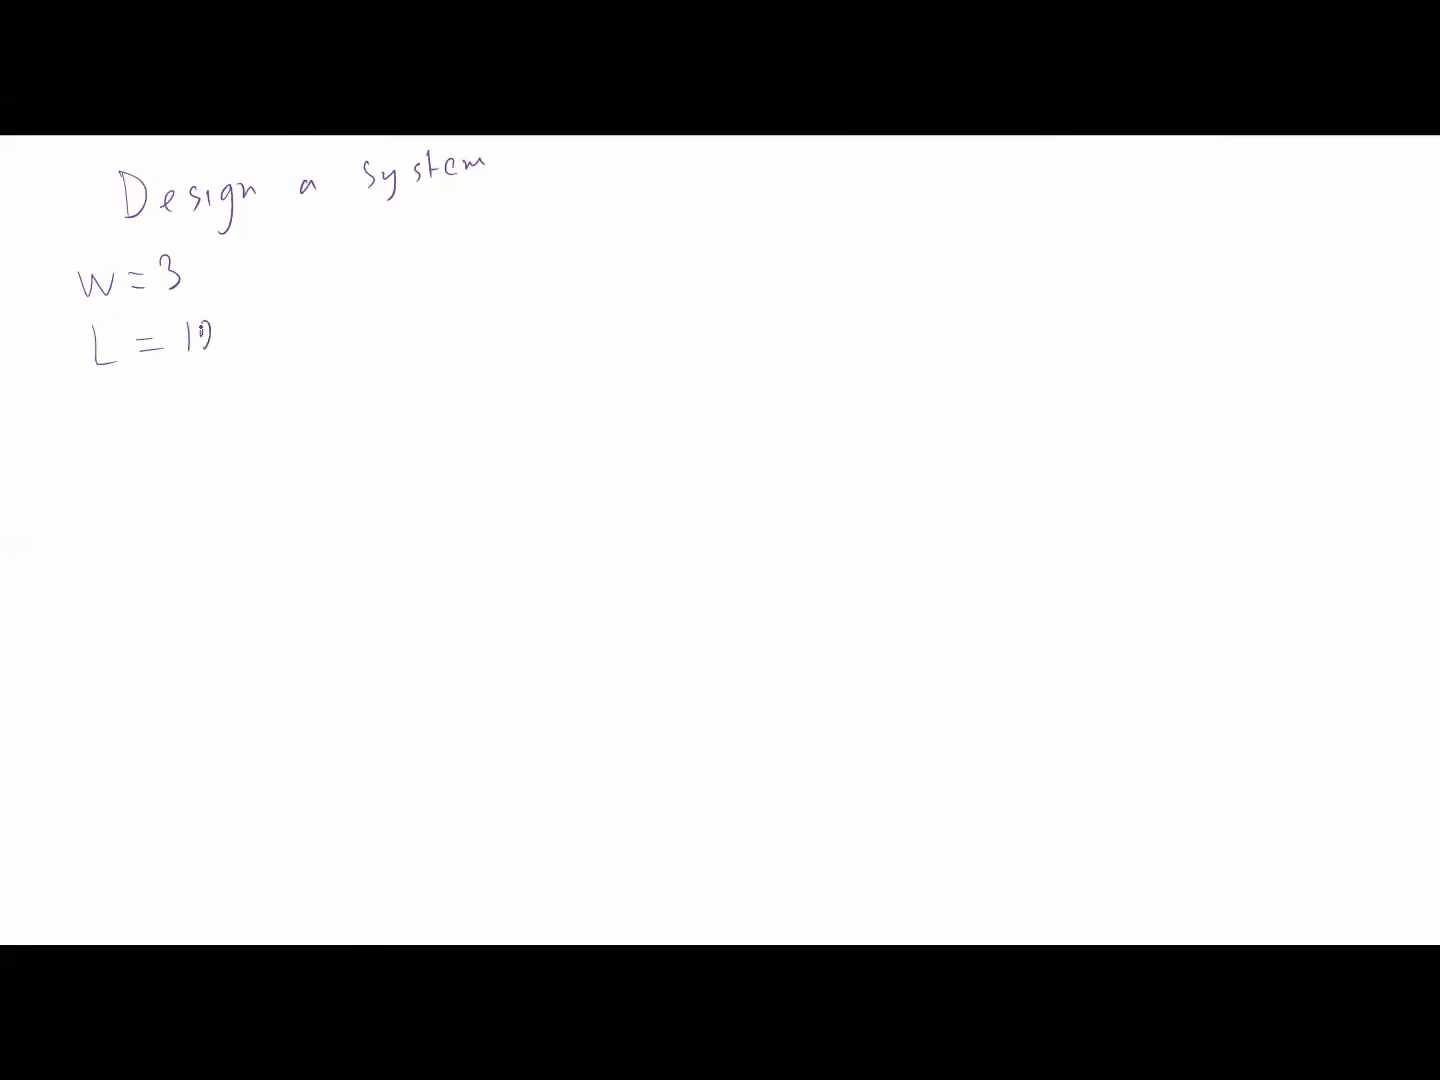 Design a system
W = 3
L = 10